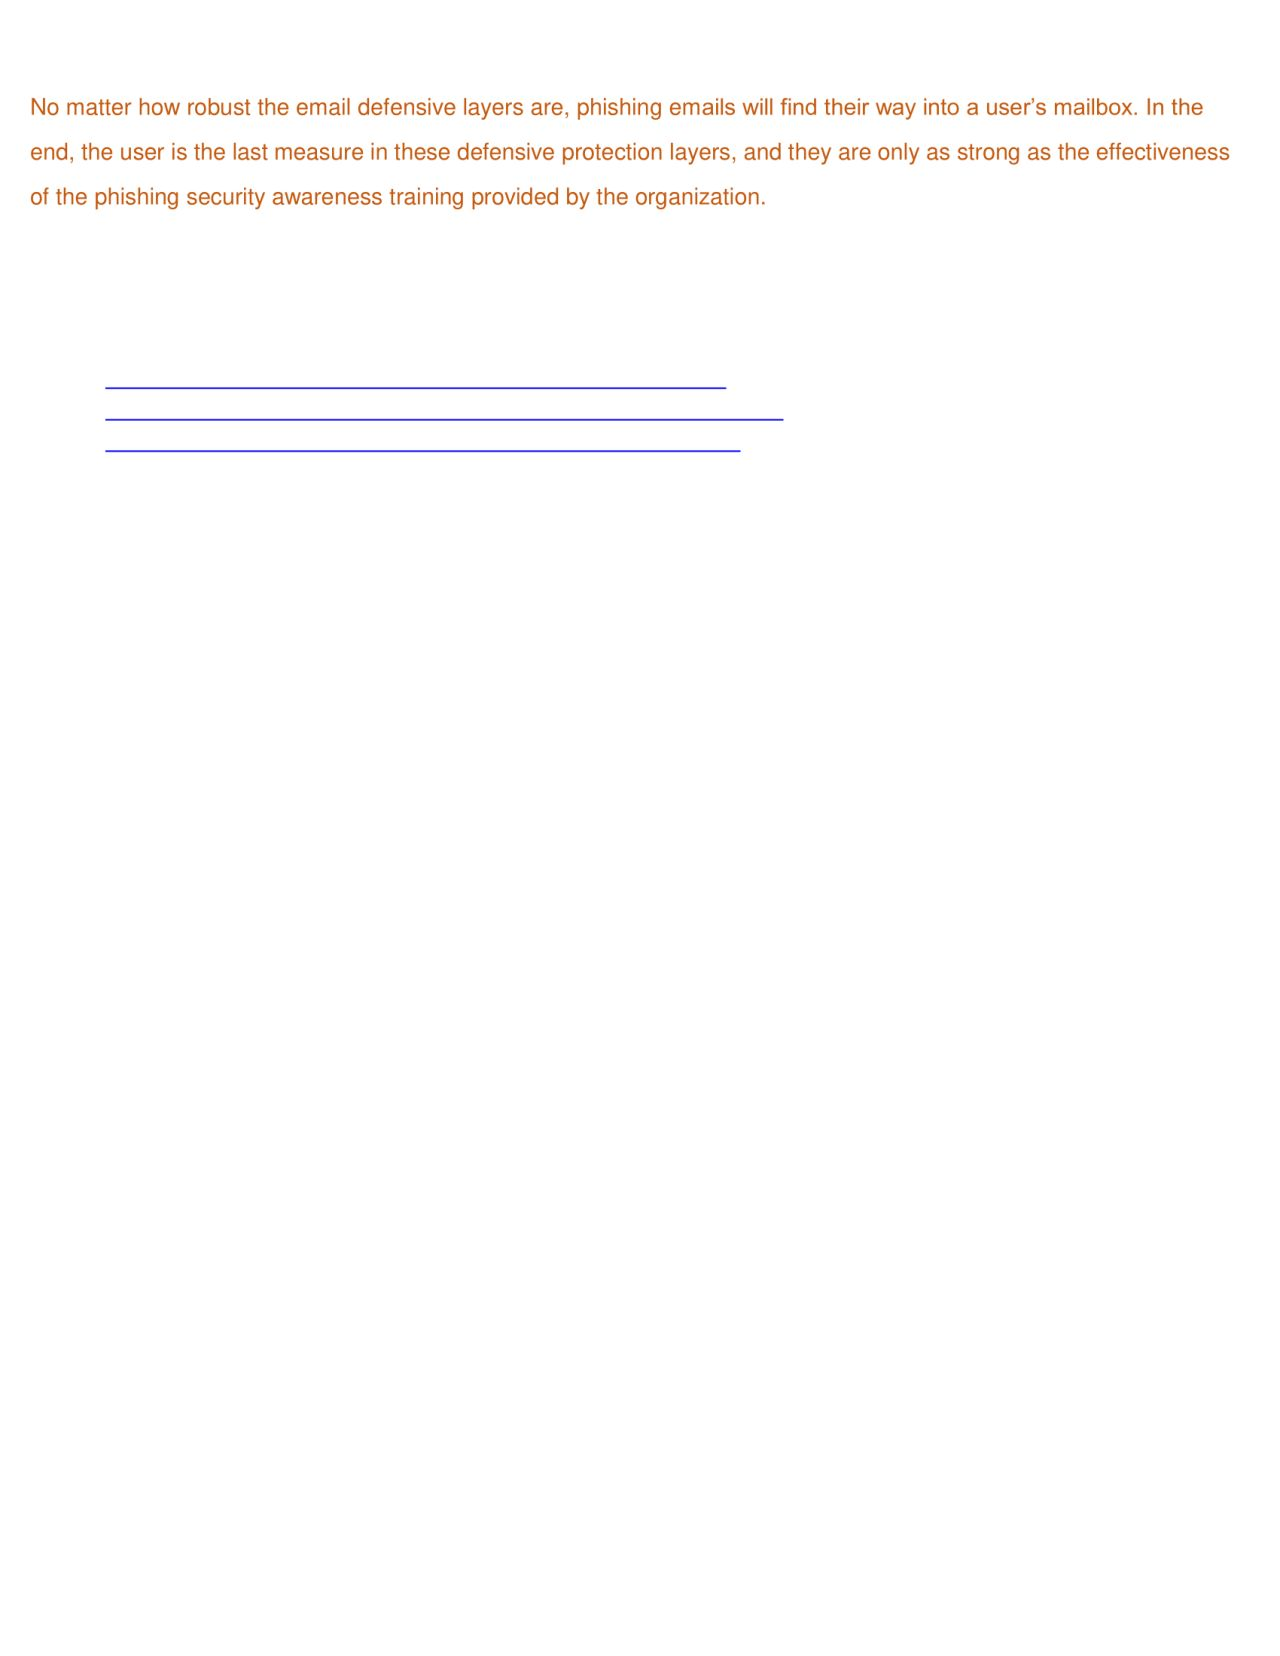 No matter how robust the email defensive layers are, phishing emails will find their way into a user’s mailbox. In the
end, the user is the last measure in these defensive protection layers, and they are only as strong as the effectiveness
of the phishing security awareness training provided by the organization.